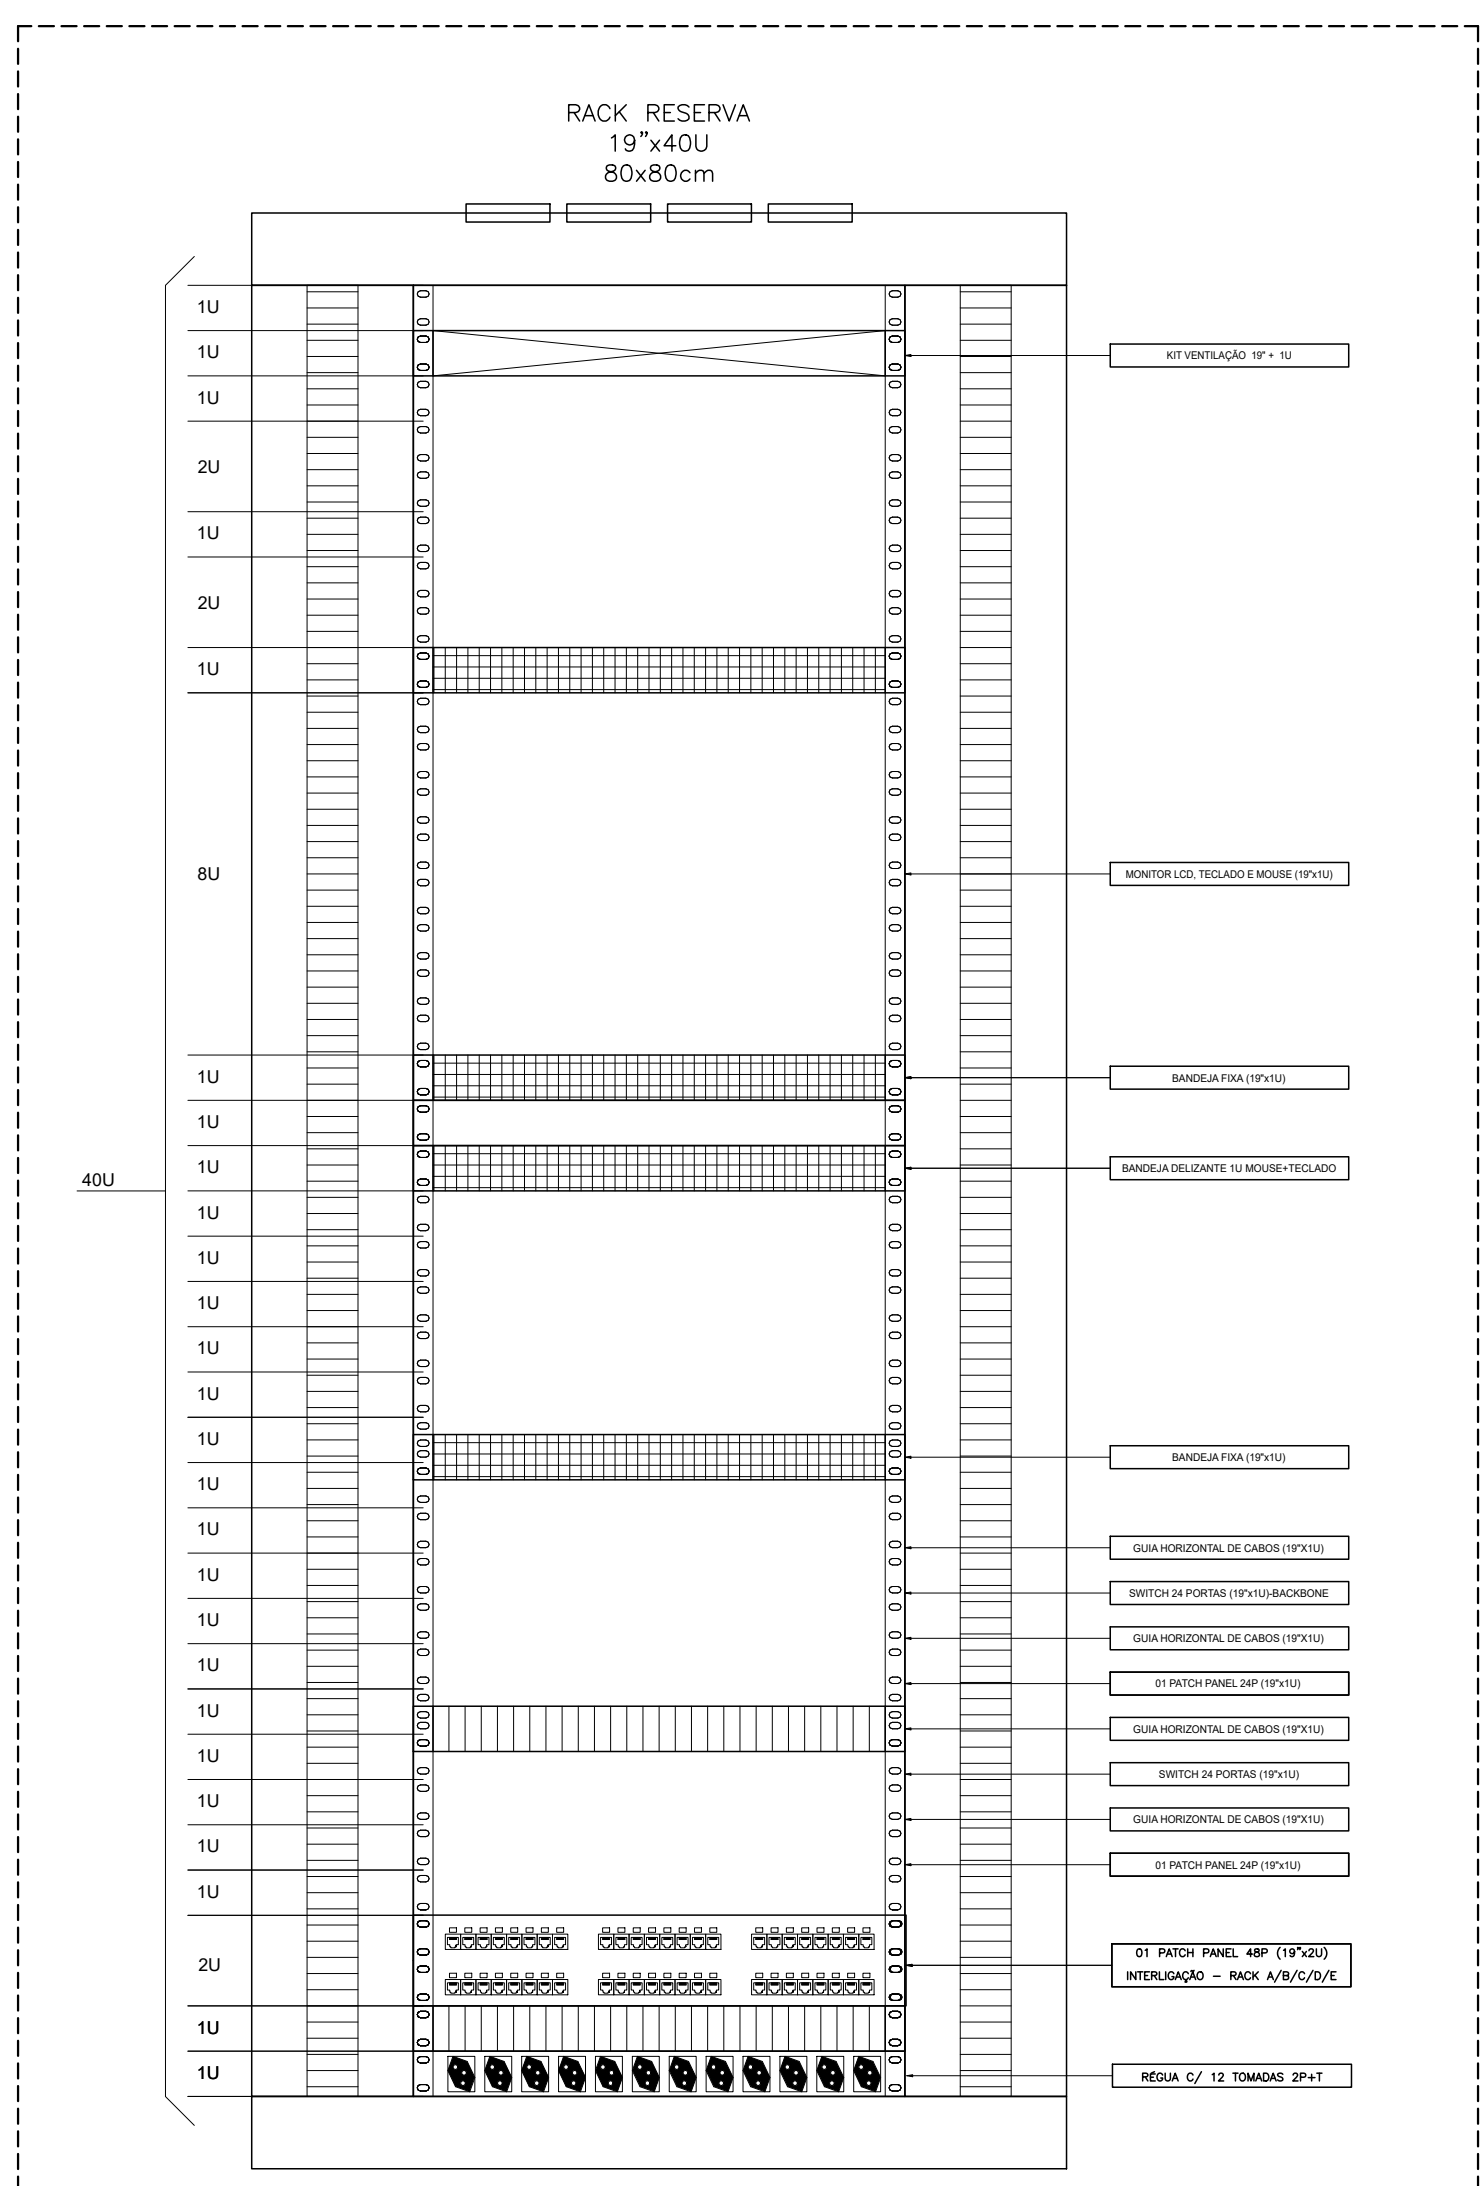 RACK RESERVA
19"x40U
80x80cm
1U
1U
KIT VENTILAÇÃO 19" + 1U
1U
2U
1U
2U
1U
8U
MONITOR LCD, TECLADO E MOUSE (19"x1U)
1U
BANDEJA FIXA (19"x1U)
1U
1U
BANDEJA DELIZANTE 1U MOUSE+TECLADO
40U
1U
1U
1U
1U
1U
1U
BANDEJA FIXA (19"x1U)
1U
1U
GUIA HORIZONTAL DE CABOS (19"X1U)
1U
SWITCH 24 PORTAS (19"x1U)-BACKBONE
1U
GUIA HORIZONTAL DE CABOS (19"X1U)
1U
01 PATCH PANEL 24P (19"x1U)
1U
GUIA HORIZONTAL DE CABOS (19"X1U)
1U
SWITCH 24 PORTAS (19"x1U)
1U
GUIA HORIZONTAL DE CABOS (19"X1U)
1U
01 PATCH PANEL 24P (19"x1U)
1U
2U
01 PATCH PANEL 48P (19"x2U)
INTERLIGAÇÃO - RACK A/B/C/D/E
1U
1U
RÉGUA C/ 12 TOMADAS 2P+T